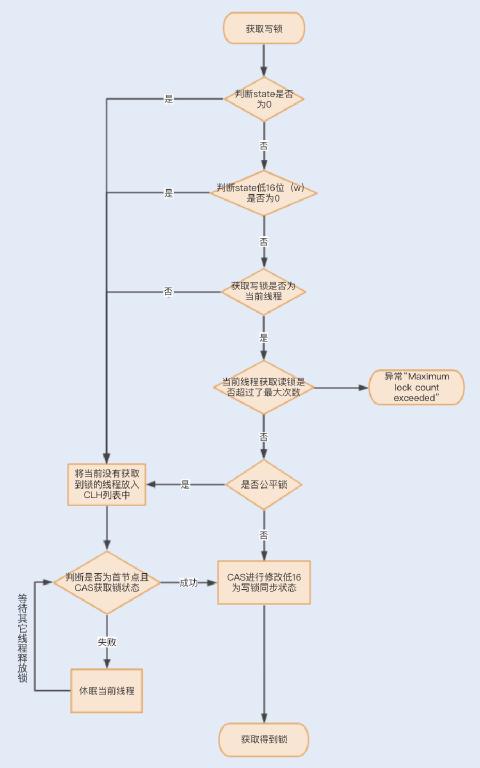 获取写锁
判断state是否
为0
是
否
判断state低16位（w）
是否为0
是
否
获取写锁是否为
当前线程
否
是
当前线程获取读锁是
否超过了最大次数
异常“Maximum
lock count
exceeded”
否
将当前没有获取
到锁的线程放入
CLH列表中
是
是否公平锁
否
判断是否为首节点且
CAS获取锁状态
成功
CAS进行修改低16
为写锁同步状态
等待其它线程释放锁
失败
休眠当前线程
获取得到锁